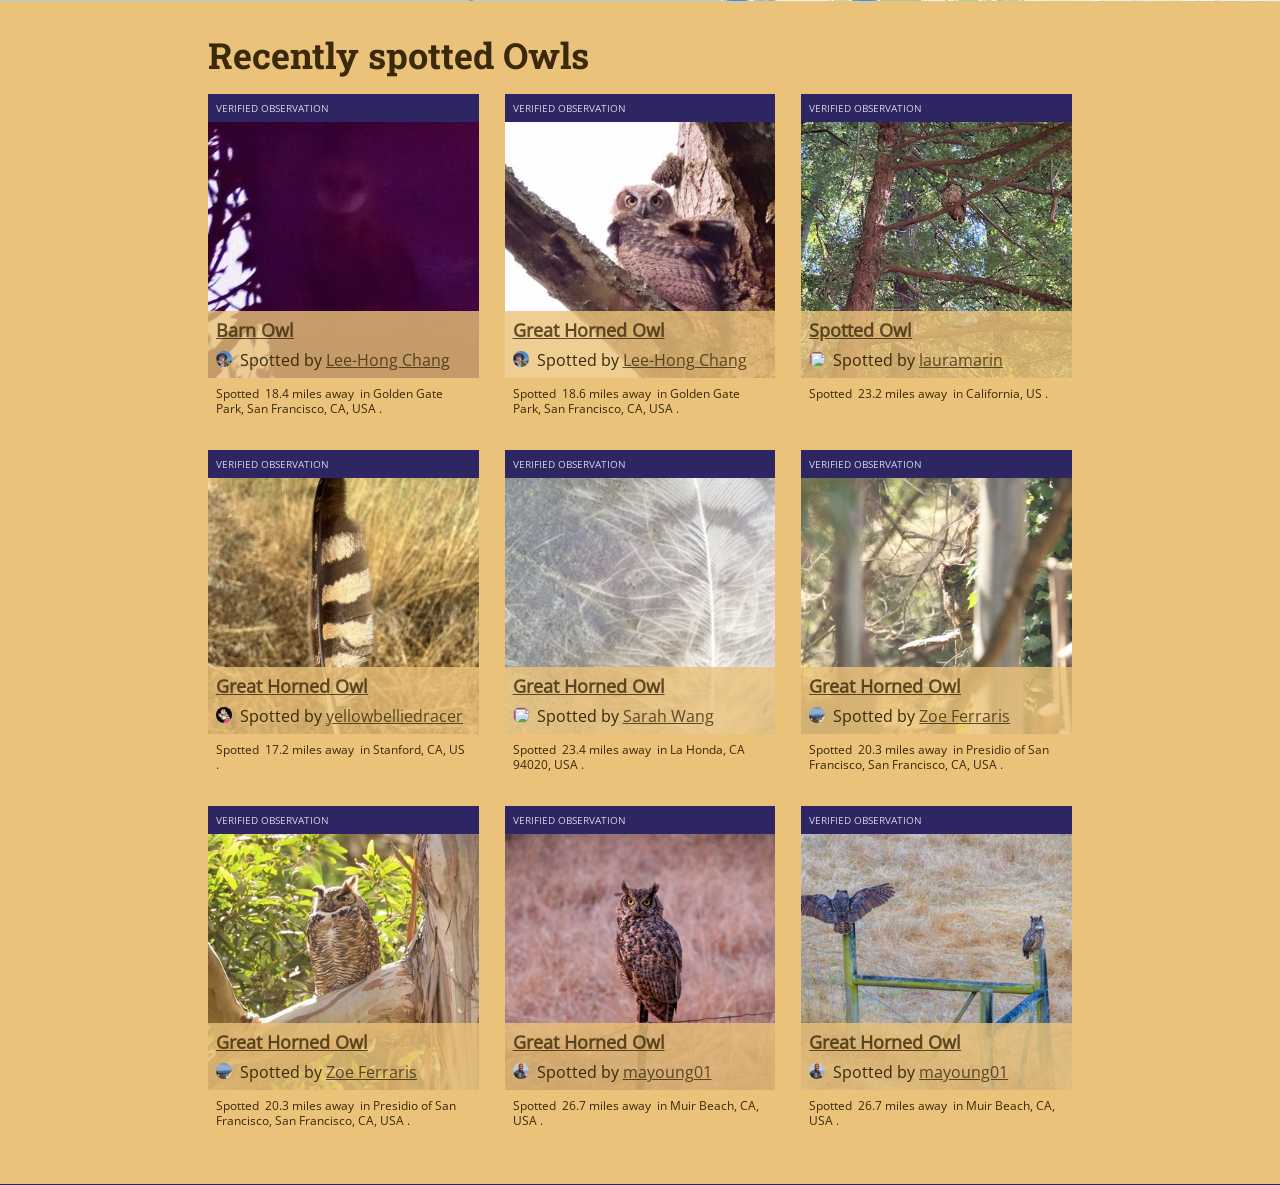 Recently spotted Owls
VERIFIED OBSERVATION
Barn Owl
Spotted by Lee-Hong Chang
Spotted 18.4 miles away in Golden Gate
Park, San Francisco, CA, USA .
VERIFIED OBSERVATION
Great Horned Owl
Spotted by Lee-Hong Chang
Spotted 18.6 miles away in Golden Gate
Park, San Francisco, CA, USA .
VERIFIED OBSERVATION
Spotted Owl
Spotted by lauramarin
Spotted 23.2 miles away in California, US .
VERIFIED OBSERVATION
Great Horned Owl
Spotted by yellowbelliedracer
Spotted 17.2 miles away in Stanford, CA, US
.
VERIFIED OBSERVATION
Great Horned Owl
Spotted by Sarah Wang
Spotted 23.4 miles away in La Honda, CA
94020, USA .
VERIFIED OBSERVATION
Great Horned Owl
Spotted by Zoe Ferraris
Spotted 20.3 miles away in Presidio of San
Francisco, San Francisco, CA, USA .
VERIFIED OBSERVATION
Great Horned Owl
Spotted by Zoe Ferraris
Spotted 20.3 miles away in Presidio of San
Francisco, San Francisco, CA, USA .
VERIFIED OBSERVATION
Great Horned Owl
Spotted by mayoung01
Spotted 26.7 miles away in Muir Beach, CA,
USA .
VERIFIED OBSERVATION
Great Horned Owl
Spotted by mayoung01
Spotted 26.7 miles away in Muir Beach, CA,
USA .